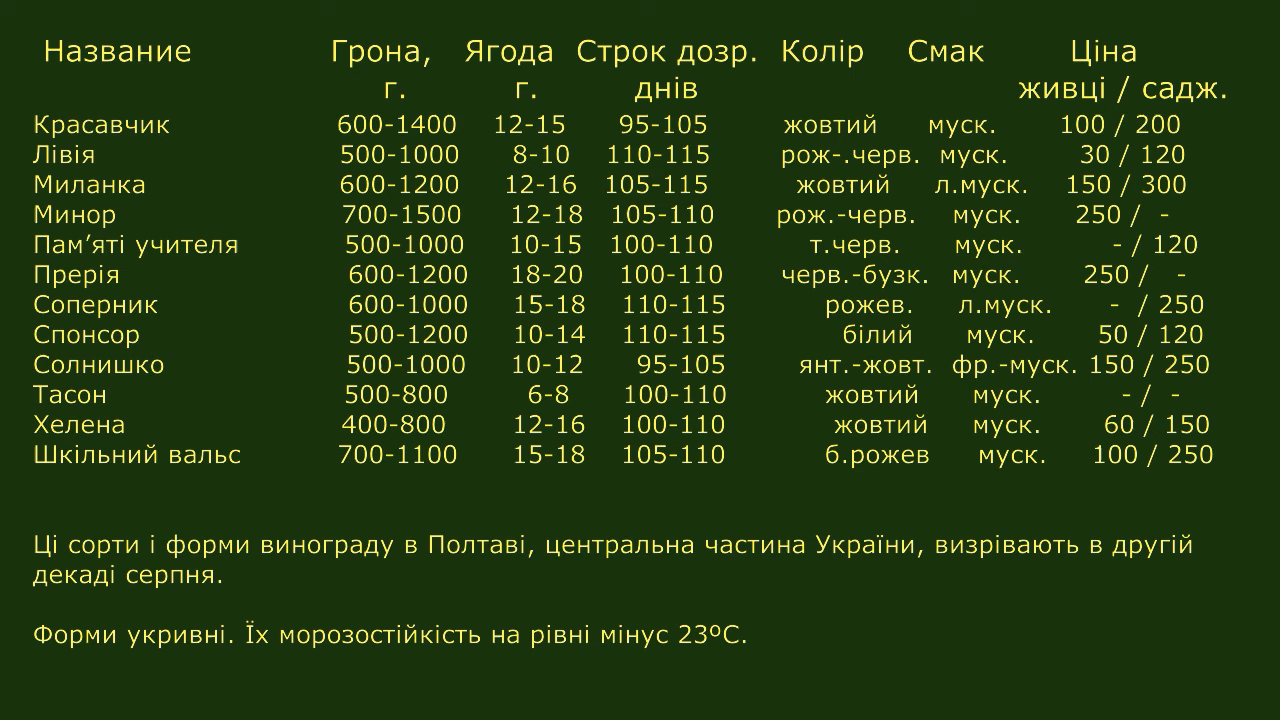 Название Грона, Ягода Строк дозр. Колір Смак Ціна
г. г. днів живці / садж.
Красавчик 600-1400 12-15 95-105 жовтий муск. 100 / 200
Лівія 500-1000 8-10 110-115 рож-.черв. муск. 30 / 120
Миланка 600-1200 12-16 105-115 жовтий л.муск. 150 / 300
Минор 700-1500 12-18 105-110 рож.-черв. муск. 250 / -
Пам’яті учителя 500-1000 10-15 100-110 т.черв. муск. - / 120
Прерія 600-1200 18-20 100-110 черв.-бузк. муск. 250 / -
Соперник 600-1000 15-18 110-115 рожев. л.муск. - / 250
Спонсор 500-1200 10-14 110-115 білий муск. 50 / 120
Солнишко 500-1000 10-12 95-105 янт.-жовт. фр.-муск. 150 / 250
Тасон 500-800 6-8 100-110 жовтий муск. - / -
Хелена 400-800 12-16 100-110 жовтий муск. 60 / 150
Шкільний вальс 700-1100 15-18 105-110 б.рожев муск. 100 / 250
Ці сорти і форми винограду в Полтаві, центральна частина України, визрівають в другій
декаді серпня.
Форми укривні. Їх морозостійкість на рівні мінус 23ºС.